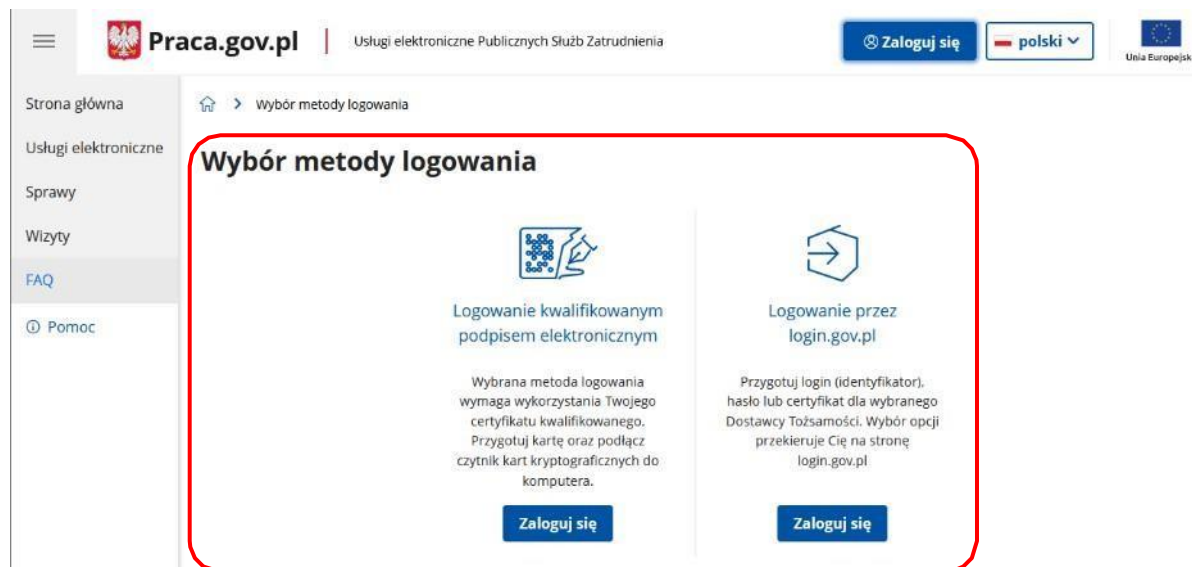 Praca.gov.pl
Usługi elektroniczne Publicznych Służb Zatrudnienia
Zaloguj się
polski
Unia Europejsk
Strona główna
Usługi elektroniczne
Sprawy
Wizyty
FAQ
Pomoc
Wybór metody logowania
Wybór metody logowania
Logowanie kwalifikowanym
podpisem elektronicznym
Wybrana metoda logowania
wymaga wykorzystania Twojego
certyfikatu kwalifikowanego.
Przygotuj kartę oraz podłącz
czytnik kart kryptograficznych do
komputera.
Zaloguj się
Logowanie przez
login.gov.pl
Przygotuj login (identyfikator),
hasło lub certyfikat dla wybranego
Dostawcy Tożsamości. Wybór opcji
przekieruje Cię na stronę
login.gov.pl
Zaloguj się